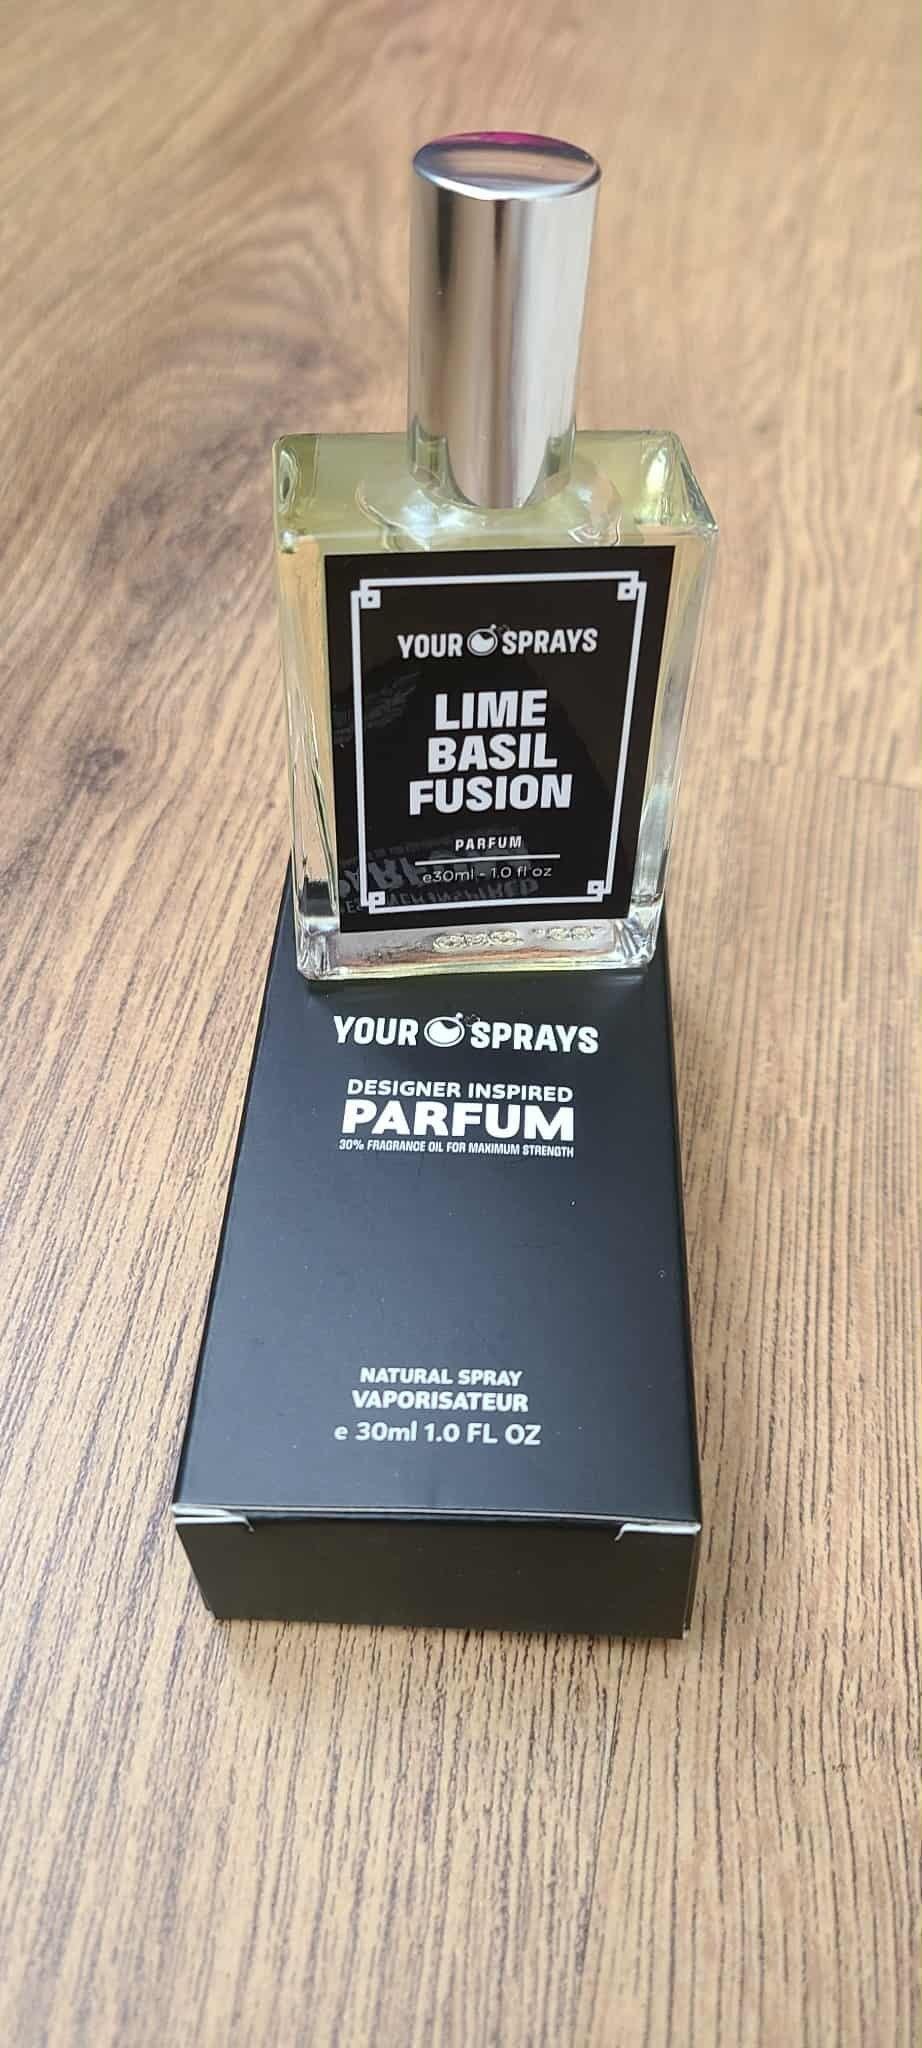 YOUR SPRAYS
LIME
BASIL
FUSION
PARFUM
e30ml - 1.0 fl oz
YOUR SPRAYS
DESIGNER INSPIRED
PARFUM
30% FRAGRANCE OIL FOR MAXIMUM STRENGTH
NATURAL SPRAY
VAPORISATEUR
e 30ml 1.0 FL OZ